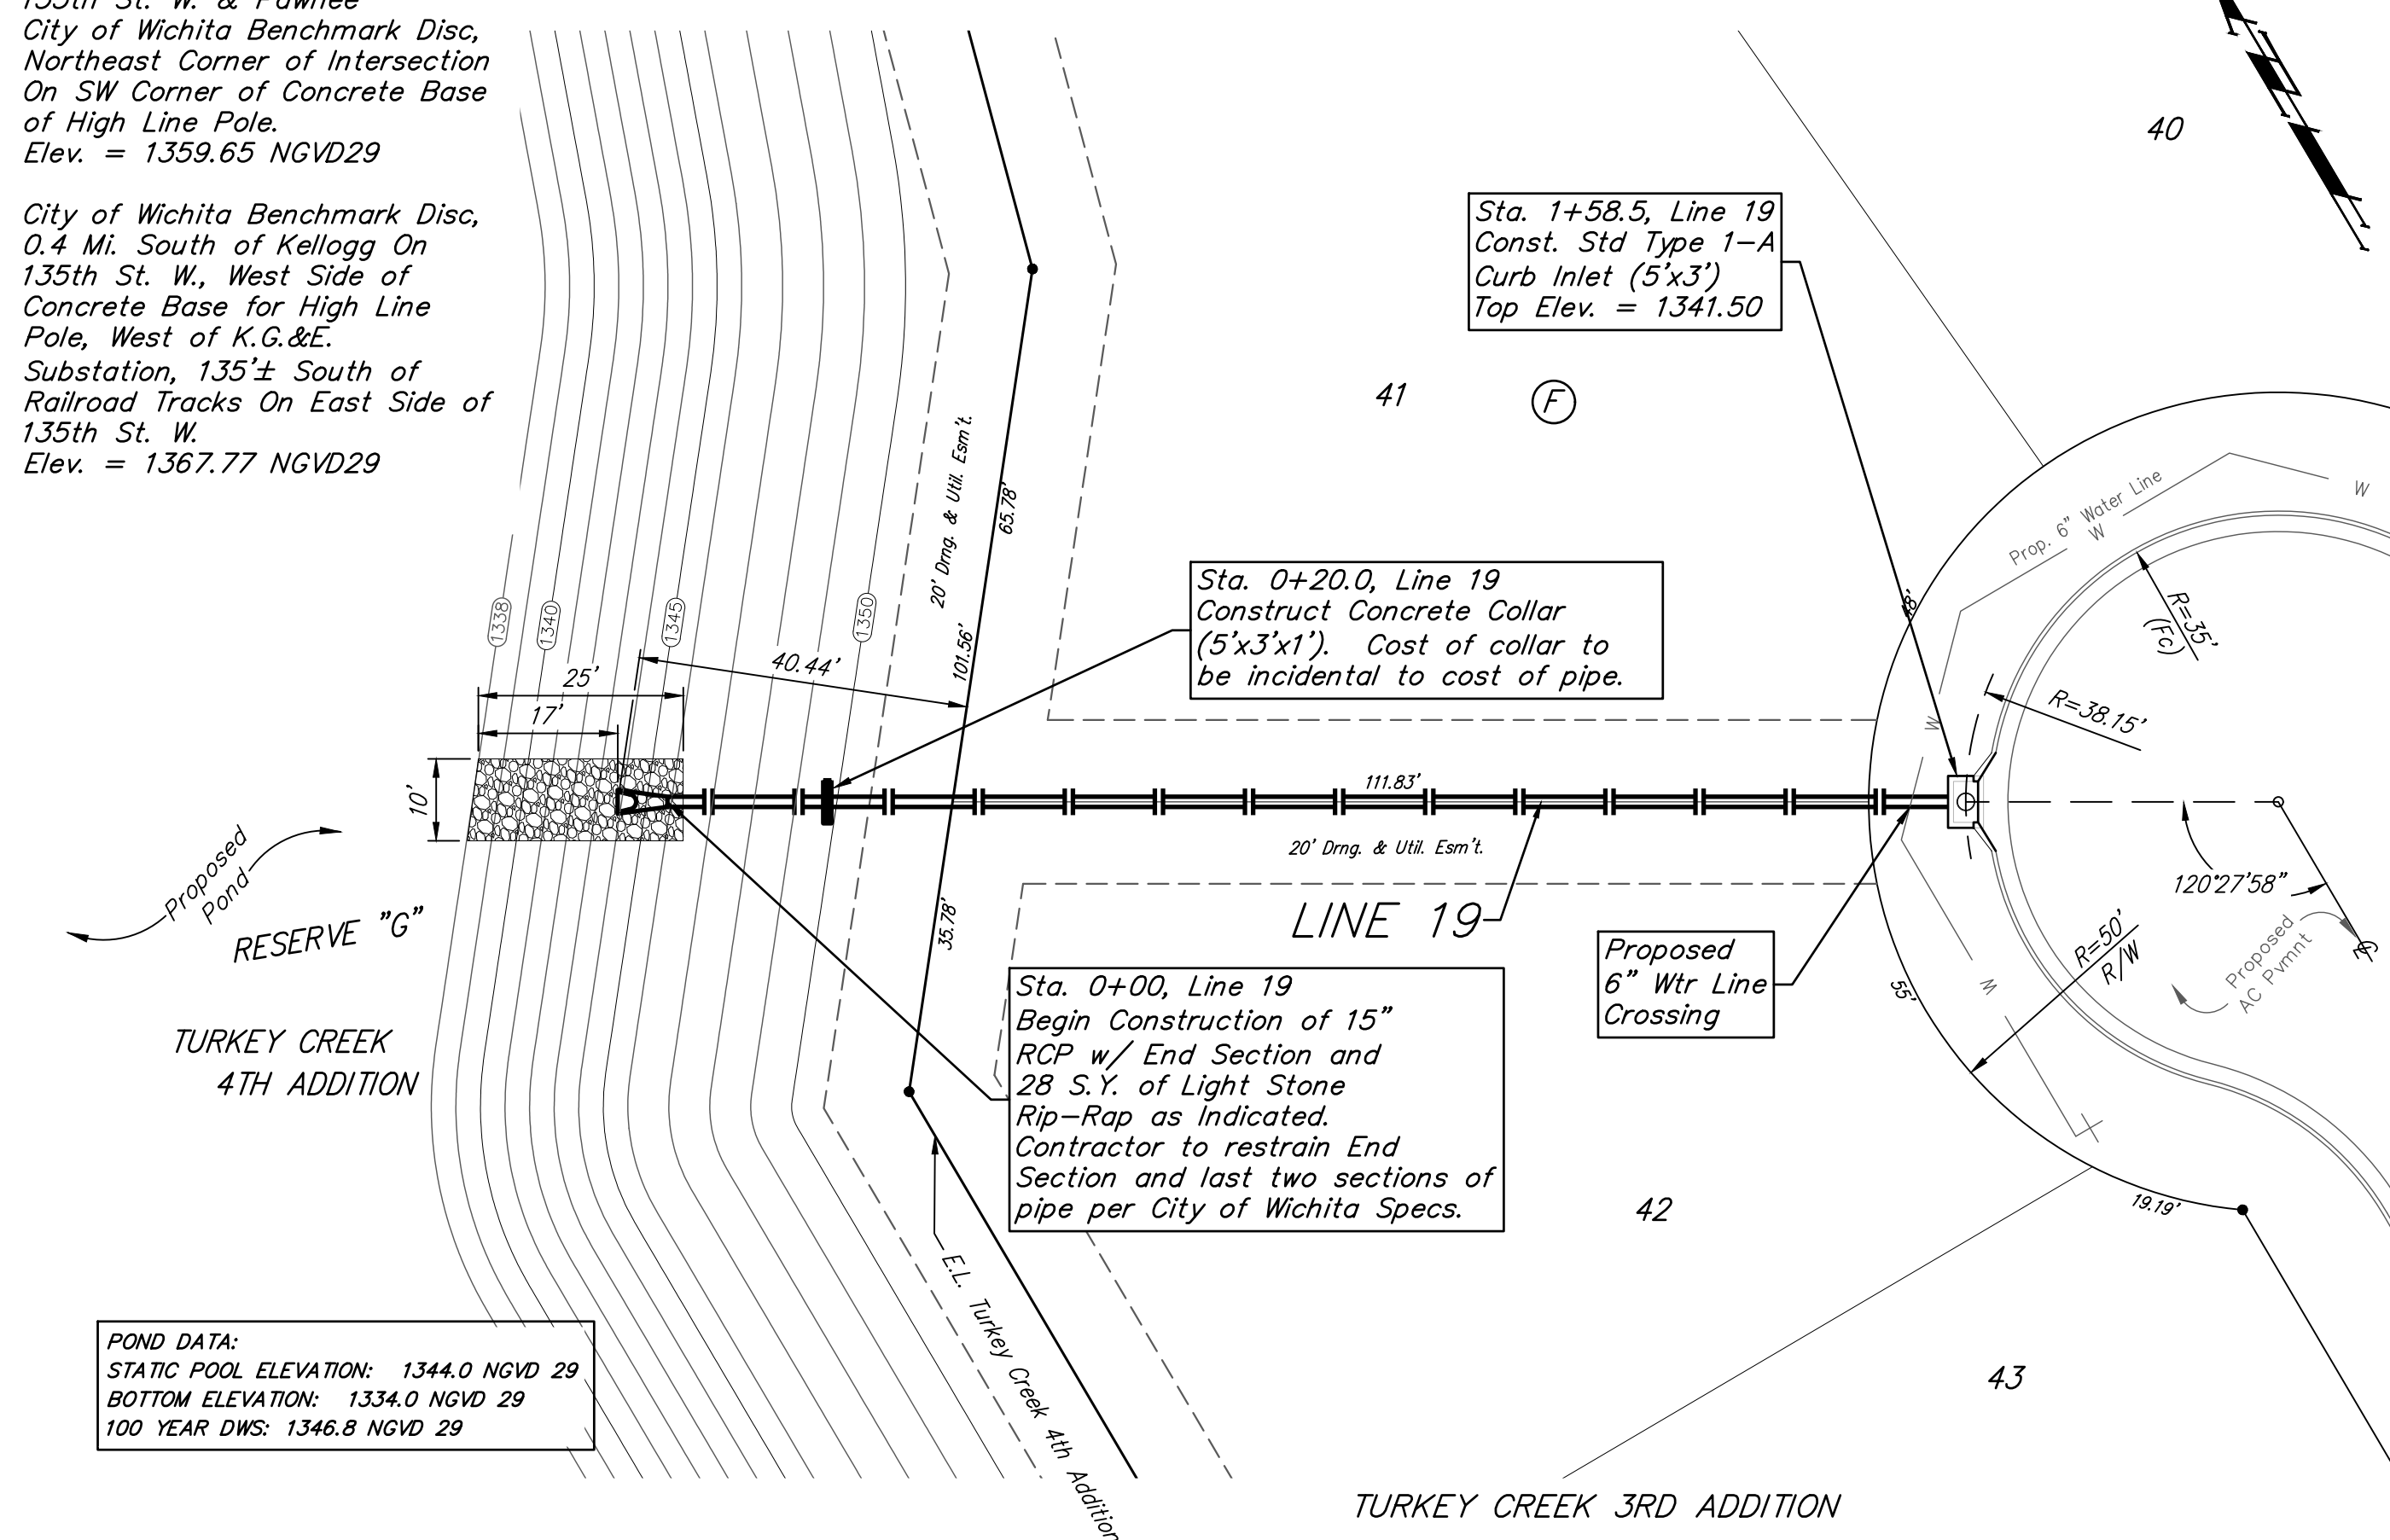 135th St. W. & Pawnee
City of Wichita Benchmark Disc,
Northeast Corner of Intersection
On SW Corner of Concrete Base
of High Line Pole.
Elev. = 1359.65 NGVD29
City of Wichita Benchmark Disc,
0.4 Mi. South of Kellogg On
135th St. W., West Side of
Concrete Base for High Line
Pole, West of K.G.&E.
Substation, 135'± South of
Railroad Tracks On East Side of
135th St. W.
Elev. = 1367.77 NGVD29
40
Sta. 1+58.5, Line 19
Const. Std Type 1-A
Curb Inlet (5'x3')
Top Elev. = 1341.50
41
F
20' Drng. & Util. Esm't.
65.78'
101.56'
Prop. 6" Water Line
W
W
W
W
R=35'
(Fc)
R=38.15'
Sta. 0+20.0, Line 19
Construct Concrete Collar
(5'x3'x1'). Cost of collar to
be incidental to cost of pipe.
1338
1340
1345
1350
40.44'
25'
17'
10'
111.83'
20' Drng. & Util. Esm't.
LINE 19
35.78'
Proposed
Pond
RESERVE "G"
TURKEY CREEK
4TH ADDITION
Sta. 0+00, Line 19
Begin Construction of 15"
RCP w/ End Section and
28 S.Y. of Light Stone
Rip-Rap as Indicated.
Contractor to restrain End
Section and last two sections of
pipe per City of Wichita Specs.
Proposed
6" Wtr Line
Crossing
120°27'58"
R=50'
R/W
Proposed
AC Pvmnt
55'
19.19'
42
43
E.L. Turkey Creek 4th Addition
POND DATA:
STATIC POOL ELEVATION: 1344.0 NGVD 29
BOTTOM ELEVATION: 1334.0 NGVD 29
100 YEAR DWS: 1346.8 NGVD 29
TURKEY CREEK 3RD ADDITION